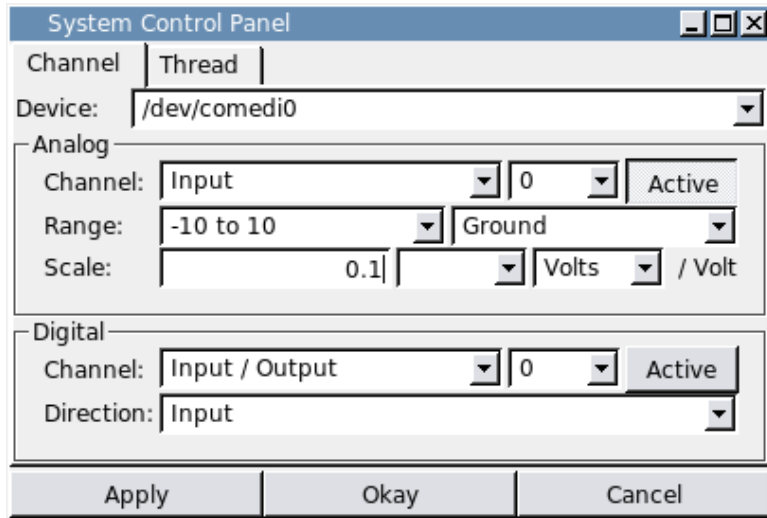 System Control Panel
Channel Thread
Device: /dev/comedi0
Analog
Channel: Input 0 Active
Range: -10 to 10 Ground
Scale: 0.1 Volts / Volt
Digital
Channel: Input / Output 0 Active
Direction: Input
Apply Okay Cancel